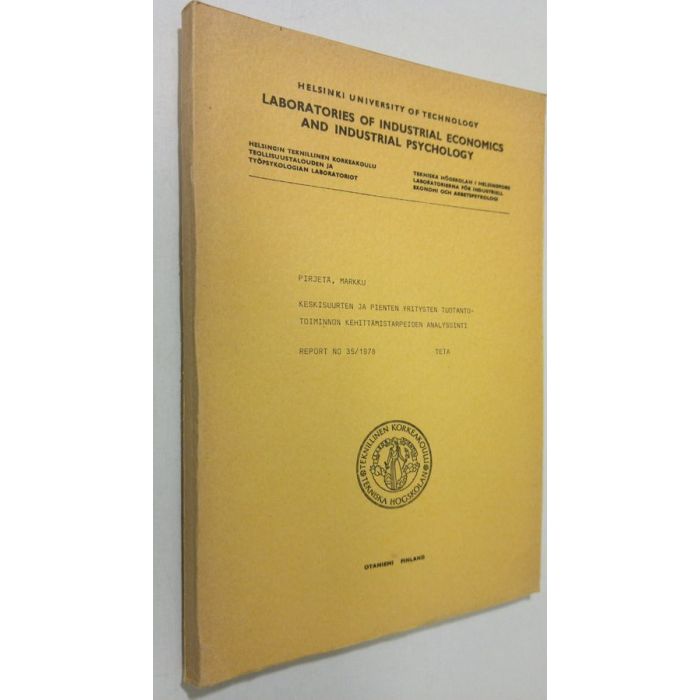 HELSINKI UNIVERSITY OF TECHNOLOGY
LABORATORIES OF INDUSTRIAL ECONOMICS
AND INDUSTRIAL PSYCHOLOGY
HELSINGIN TEKNILLINEN KORKEAKOULU
TEOLLISUUSTALOUDEN JA
TYÖPSYKOLOGIAN LABORATORIOT
TEKNISKA HÖGSKOLAN I HELSINGFORS
LABORATORIERNA FÖR INDUSTRIELL
EKONOMI OCH ARBETSPSYKOLOGI
PIRJETÄ, MARKKU
KESKISUURTEN JA PIENTEN YRITYSTEN TUOTANTO-
TOIMINNON KEHITTÄMISTARPEIDEN ANALYSOINTI
REPORT NO 35/1978 TETA
TEKNILLINEN KORKEAKOULU
TEKNISKA HÖGSKOLAN
OTANIEMI FINLAND